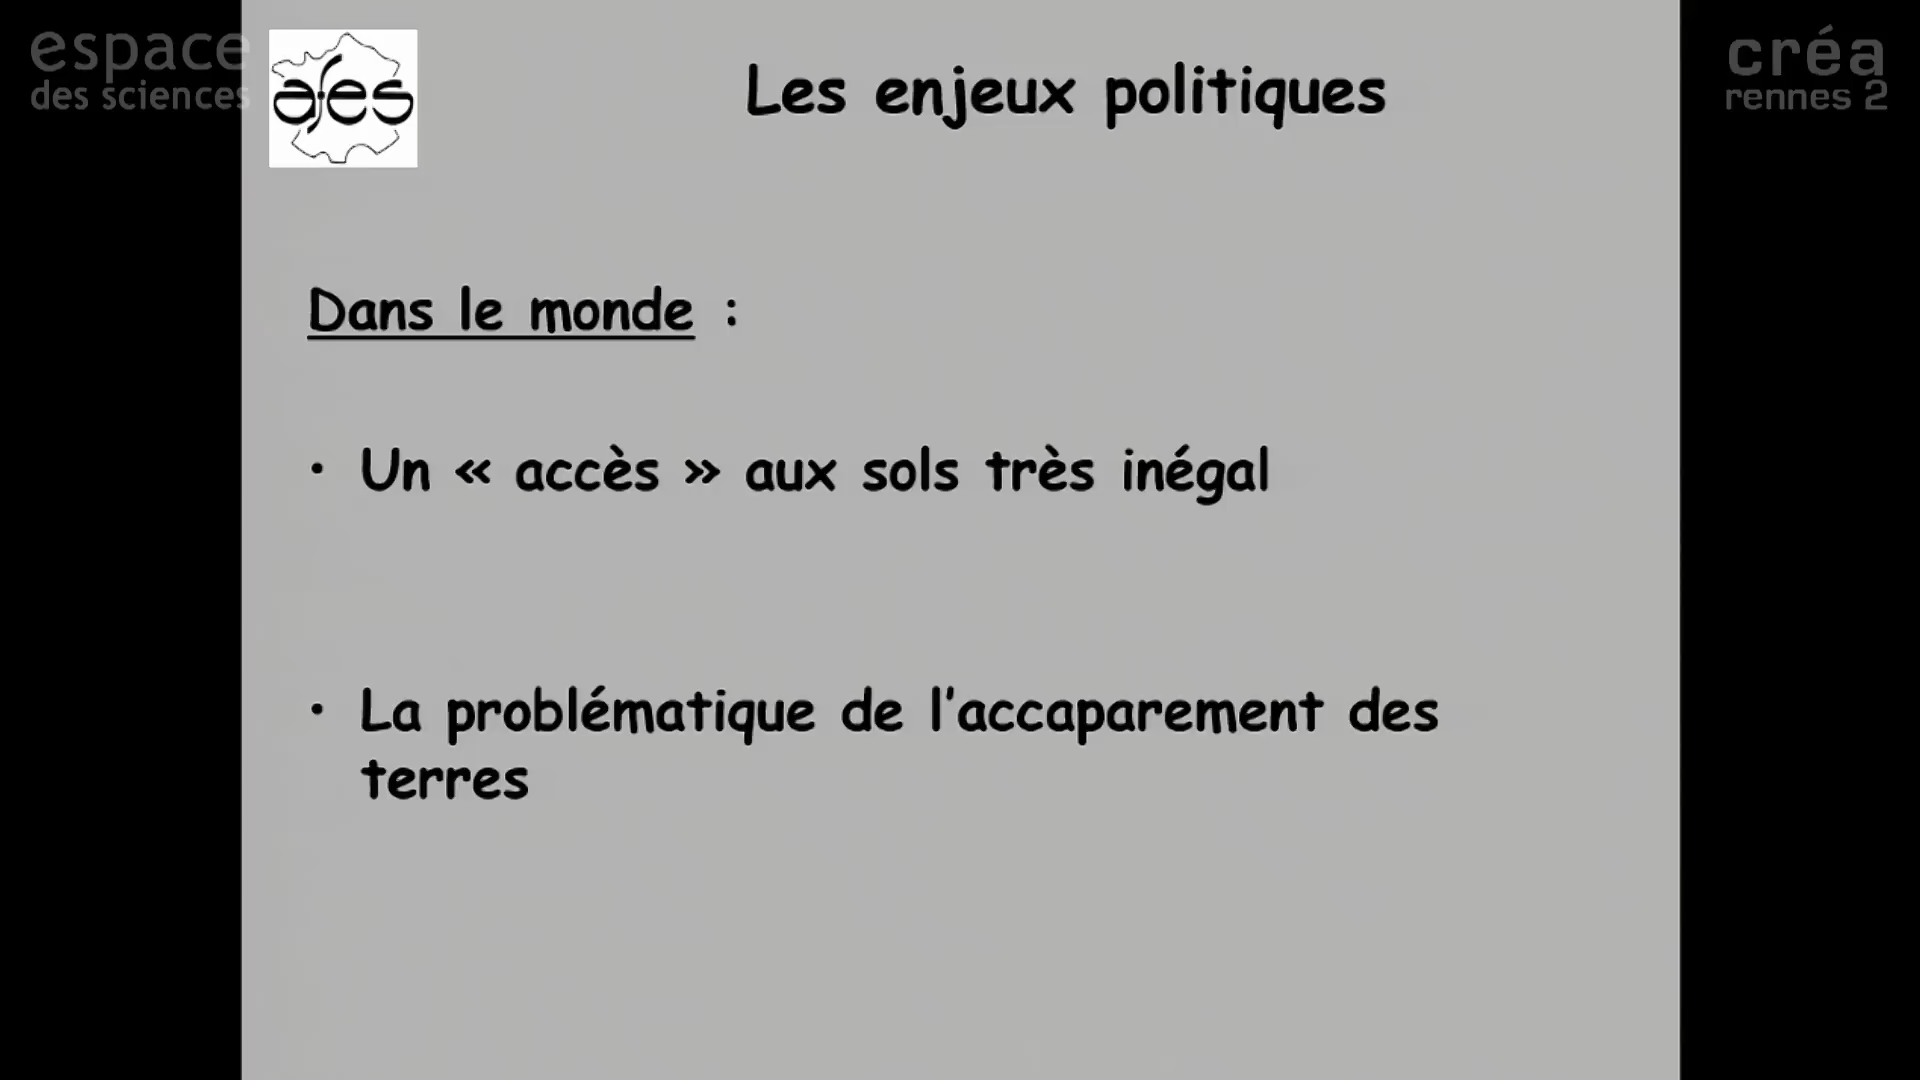 espace
des sciences
afes
créa
rennes 2
Les enjeux politiques
Dans le monde :
• Un « accès » aux sols très inégal
• La problématique de l'accaparement des
terres